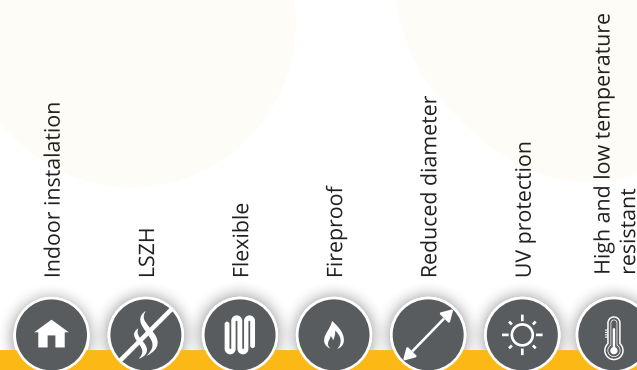 Indoor instalation
LSZH
Flexible
Fireproof
Reduced diameter
UV protection
High and low temperature
resistant